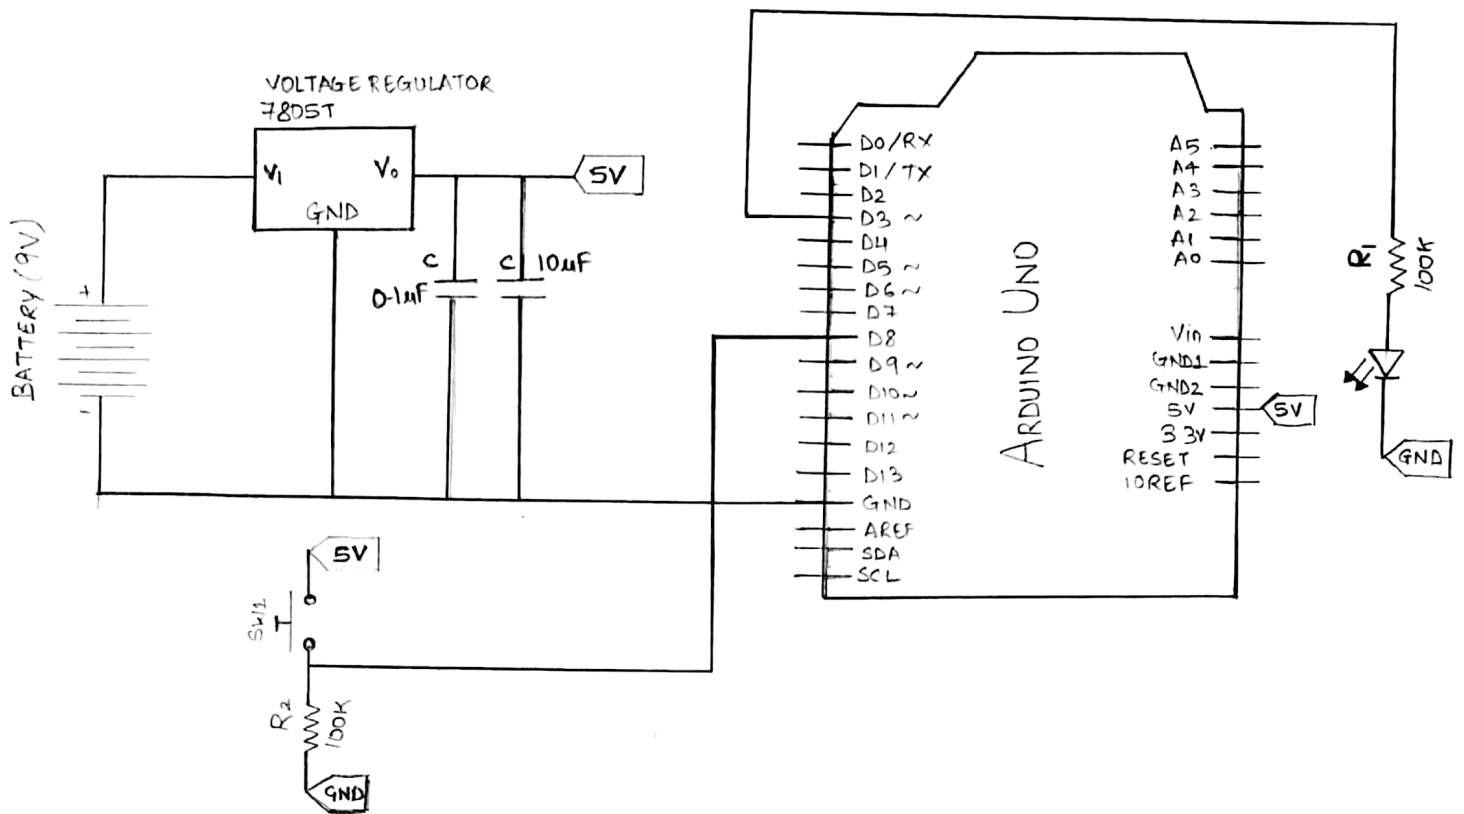 VOLTAGE REGULATOR
7805T
V1
Vo
GND
5V
BATTERY (9V)
+
-
C
0.1uF
C
10uF
5V
SW1
R2
100K
GND
D0/RX
D1/TX
D2
D3 ~
D4
D5 ~
D6 ~
D7
D8
D9 ~
D10 ~
D11 ~
D12
D13
GND
AREF
SDA
SCL
ARDUINO UNO
A5
A4
A3
A2
A1
A0
Vin
GND1
GND2
5V
3.3V
RESET
IOREF
5V
R1
100K
GND